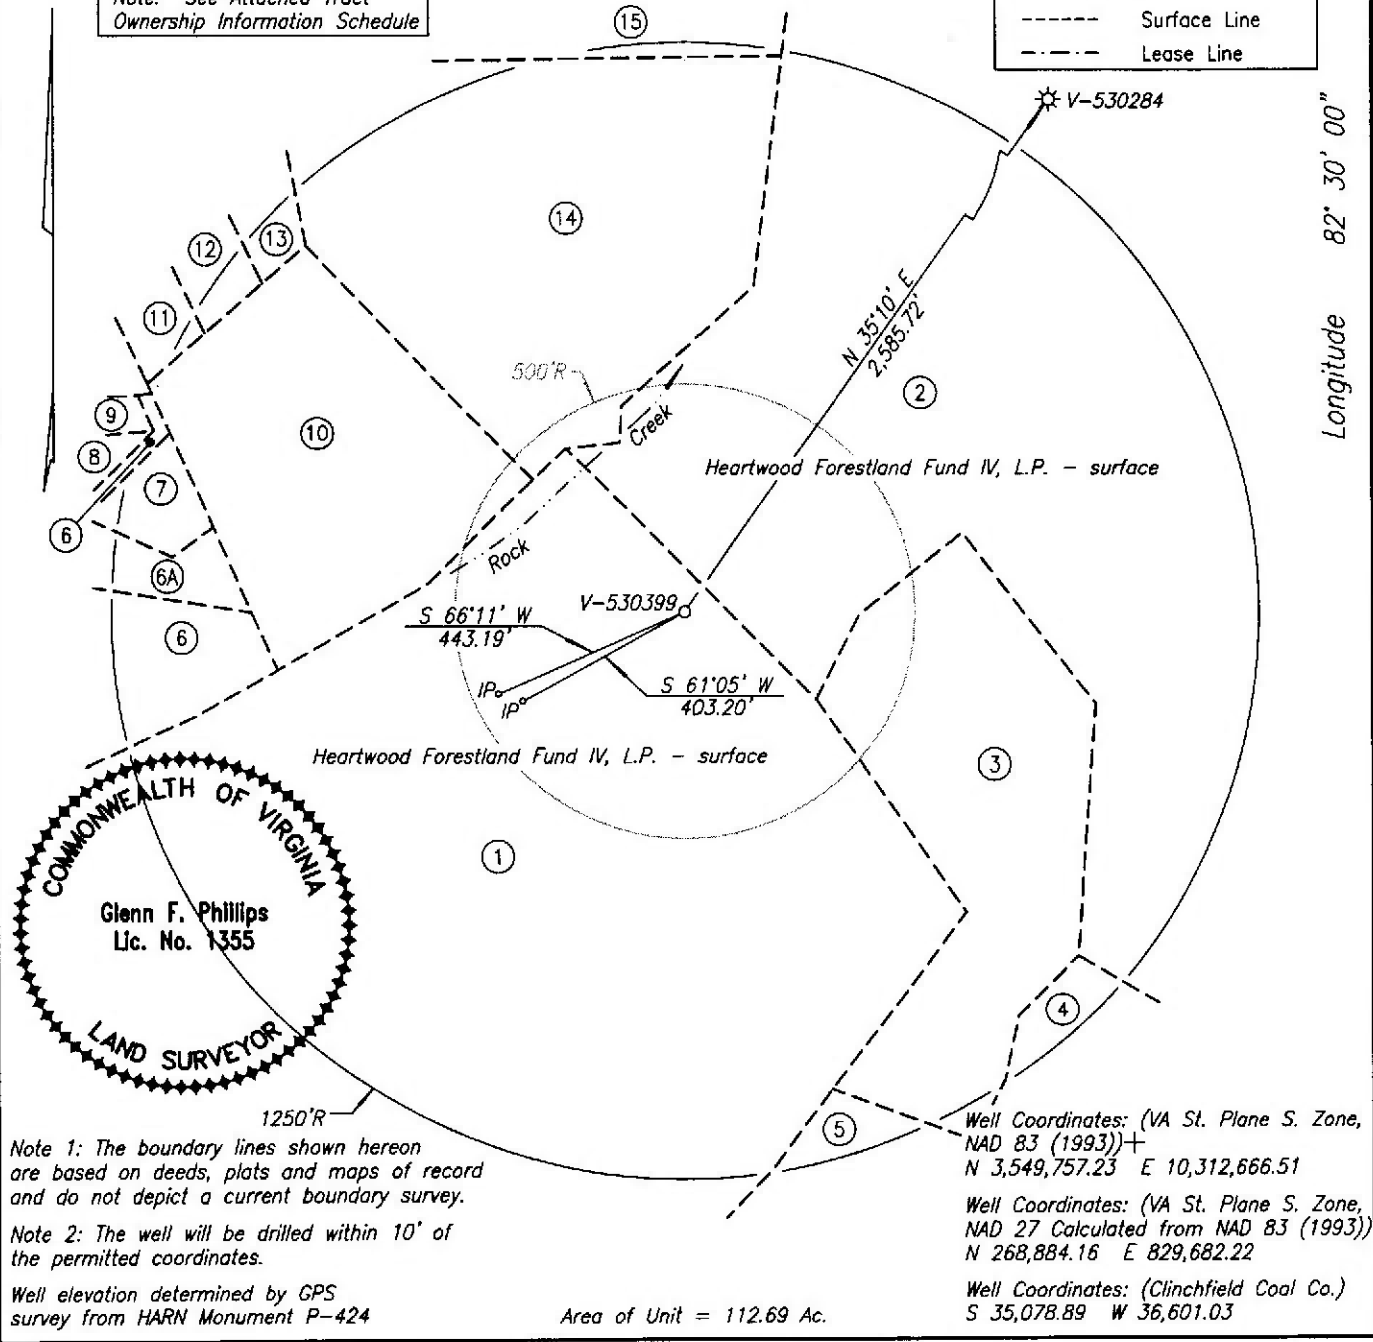 Note: See Attached Tract
Ownership Information Schedule
Surface Line
Lease Line
15
V-530284
Longitude 82° 30' 00"
14
13
12
11
N 35°10' E
2,585.72'
500'R
2
9
10
Creek
8
7
Heartwood Forestland Fund IV, L.P. - surface
6
Rock
6A
V-530399
S 66°11' W
443.19'
6
S 61°05' W
403.20'
IP
IP
Heartwood Forestland Fund IV, L.P. - surface
3
1
COMMONWEALTH OF VIRGINIA
Glenn F. Phillips
Lic. No. 1355
LAND SURVEYOR
4
5
1250'R
Note 1: The boundary lines shown hereon
are based on deeds, plats and maps of record
and do not depict a current boundary survey.
Note 2: The well will be drilled within 10' of
the permitted coordinates.
Well elevation determined by GPS
survey from HARN Monument P-424
Area of Unit = 112.69 Ac.
Well Coordinates: (VA St. Plane S. Zone,
NAD 83 (1993))+
N 3,549,757.23 E 10,312,666.51
Well Coordinates: (VA St. Plane S. Zone,
NAD 27 Calculated from NAD 83 (1993))
N 268,884.16 E 829,682.22
Well Coordinates: (Clinchfield Coal Co.)
S 35,078.89 W 36,601.03